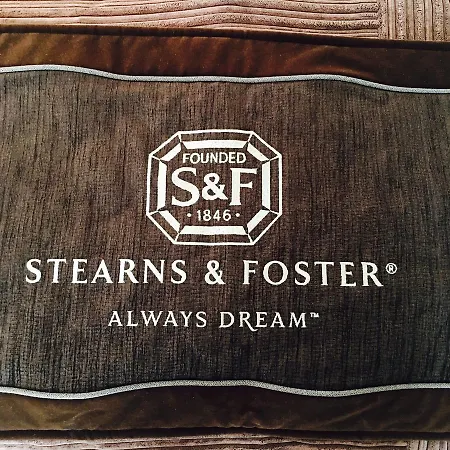 FOUNDED
S&F
· 1846 ·
STEARNS & FOSTER®
ALWAYS DREAM™